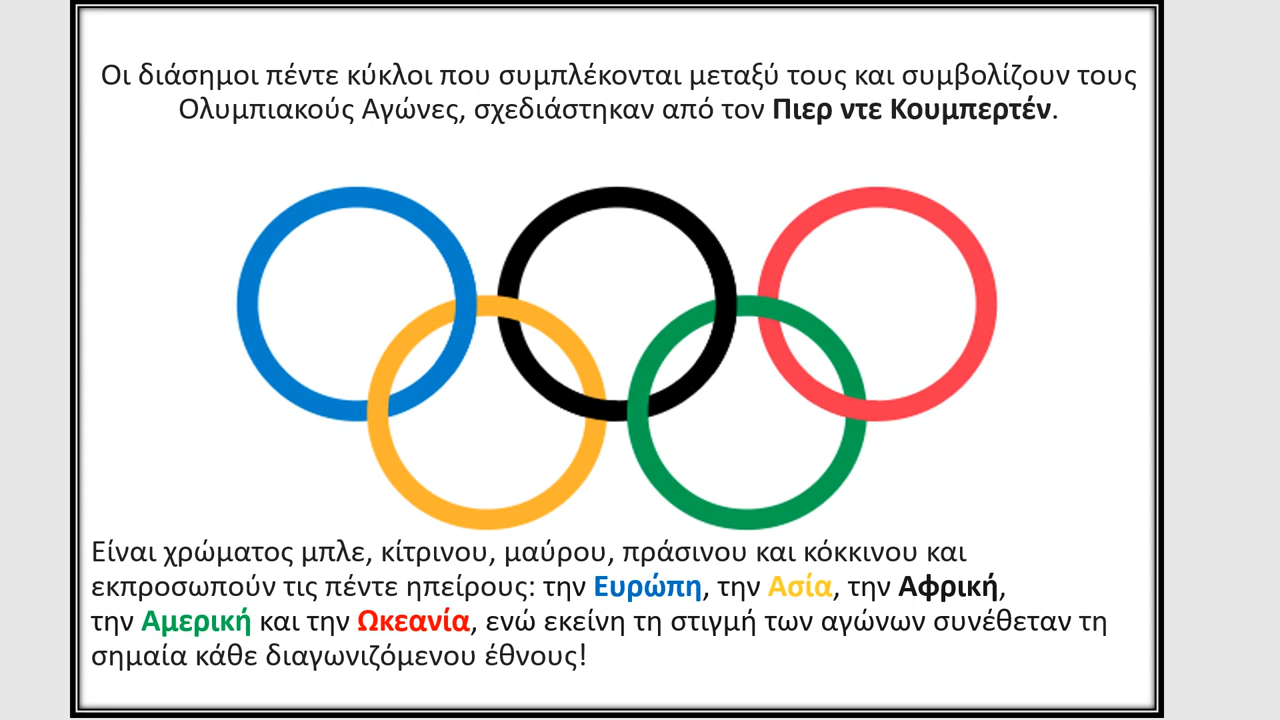 Οι διάσημοι πέντε κύκλοι που συμπλέκονται μεταξύ τους και συμβολίζουν τους
Ολυμπιακούς Αγώνες, σχεδιάστηκαν από τον Πιερ ντε Κουμπερτέν.
Είναι χρώματος μπλε, κίτρινου, μαύρου, πράσινου και κόκκινου και
εκπροσωπούν τις πέντε ηπείρους: την Ευρώπη, την Ασία, την Αφρική,
την Αμερική και την Ωκεανία, ενώ εκείνη τη στιγμή των αγώνων συνέθεταν τη
σημαία κάθε διαγωνιζόμενου έθνους!